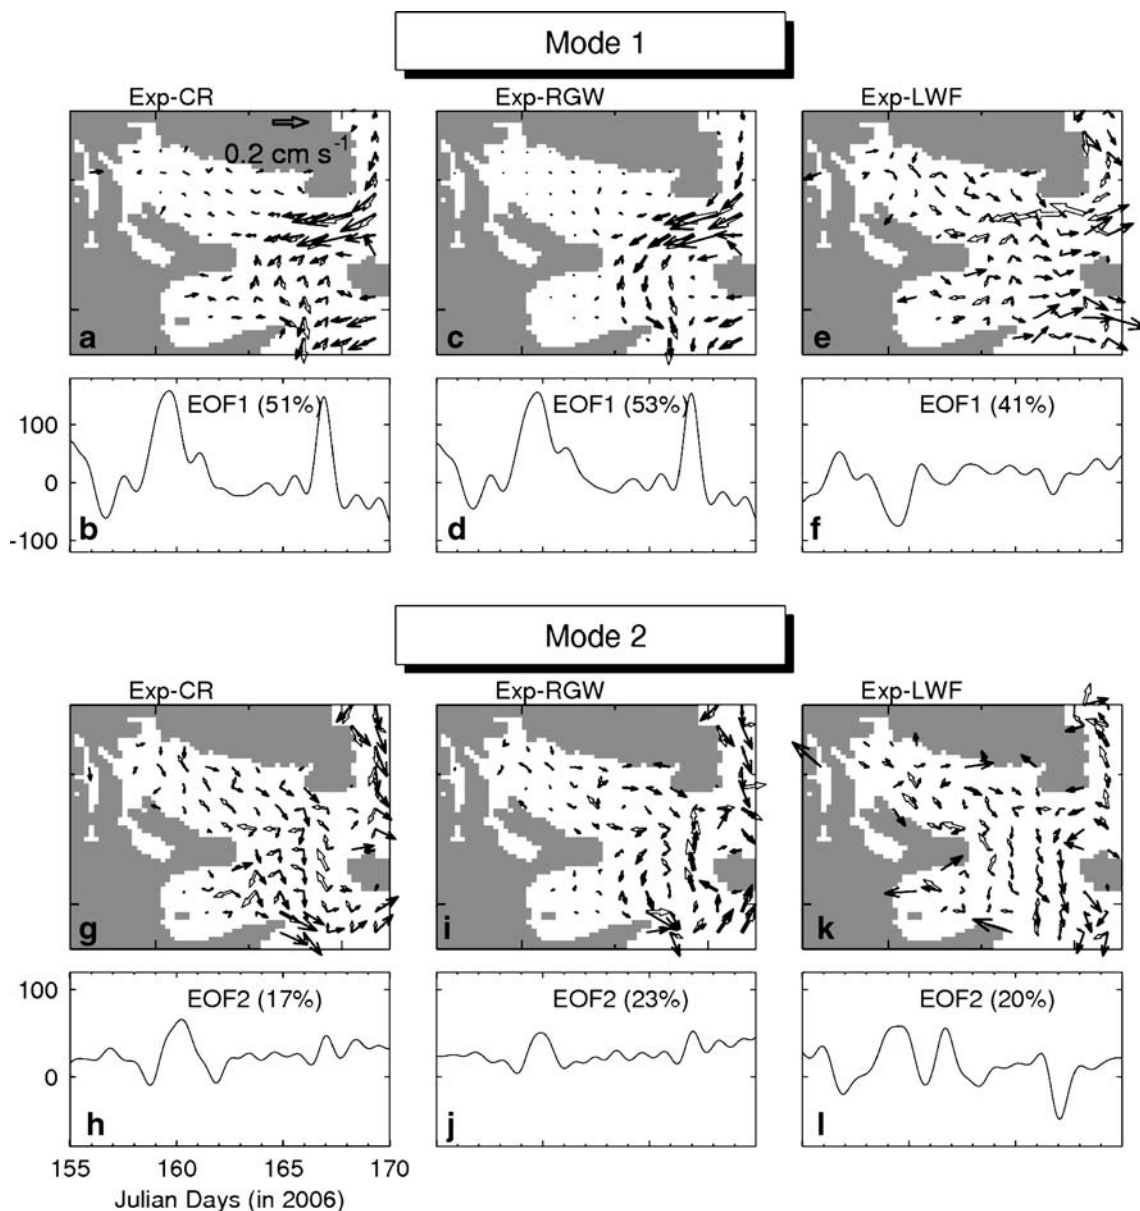 Mode 1
Exp-CR
Exp-RGW
Exp-LWF
0.2 cm s-1
a
c
e
EOF1 (51%)
EOF1 (53%)
EOF1 (41%)
100
0
-100
b
d
f
Mode 2
Exp-CR
Exp-RGW
Exp-LWF
g
i
k
EOF2 (17%)
EOF2 (23%)
EOF2 (20%)
100
0
h
j
l
155 160 165 170
Julian Days (in 2006)